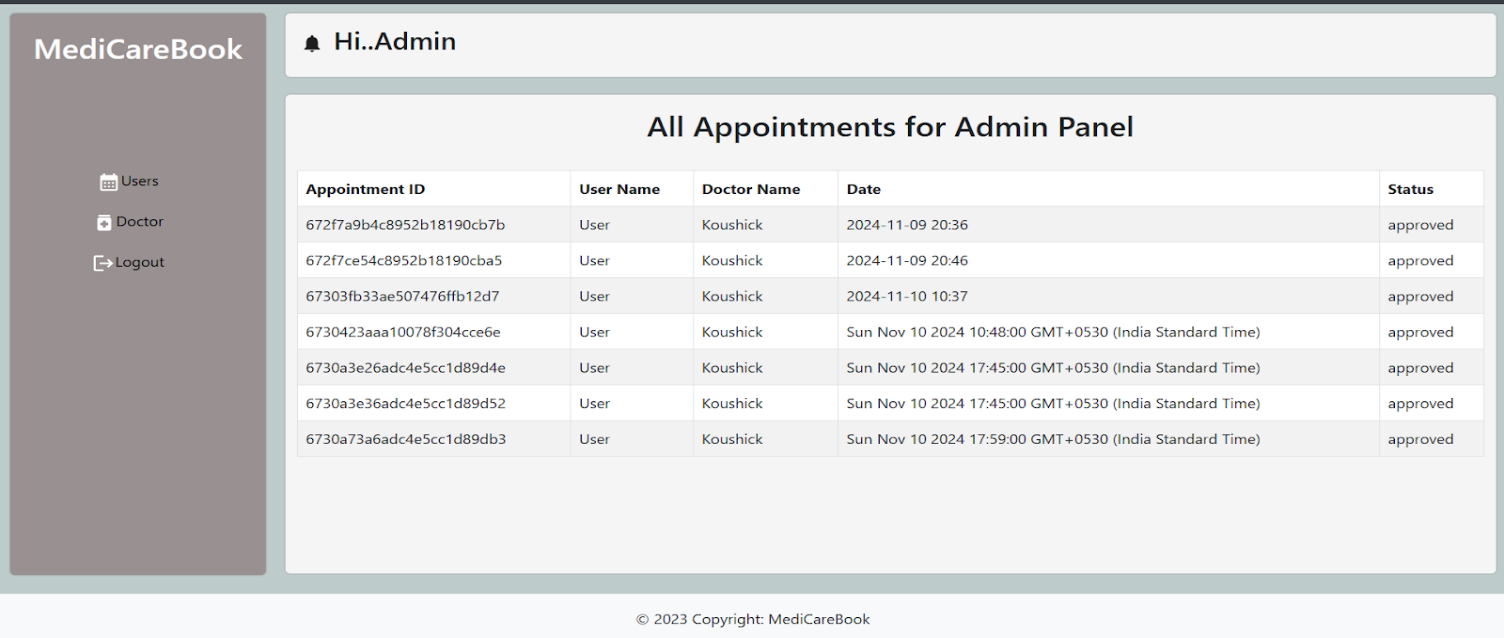 MediCareBook
Users
Doctor
Logout
Hi..Admin
All Appointments for Admin Panel
Appointment ID User Name Doctor Name Date Status
672f7a9b4c8952b18190cb7b User Koushick 2024-11-09 20:36 approved
672f7ce54c8952b18190cba5 User Koushick 2024-11-09 20:46 approved
67303fb33ae507476ffb12d7 User Koushick 2024-11-10 10:37 approved
6730423aaa10078f304cce6e User Koushick Sun Nov 10 2024 10:48:00 GMT+0530 (India Standard Time) approved
6730a3e26adc4e5cc1d89d4e User Koushick Sun Nov 10 2024 17:45:00 GMT+0530 (India Standard Time) approved
6730a3e36adc4e5cc1d89d52 User Koushick Sun Nov 10 2024 17:45:00 GMT+0530 (India Standard Time) approved
6730a73a6adc4e5cc1d89db3 User Koushick Sun Nov 10 2024 17:59:00 GMT+0530 (India Standard Time) approved
© 2023 Copyright: MediCareBook